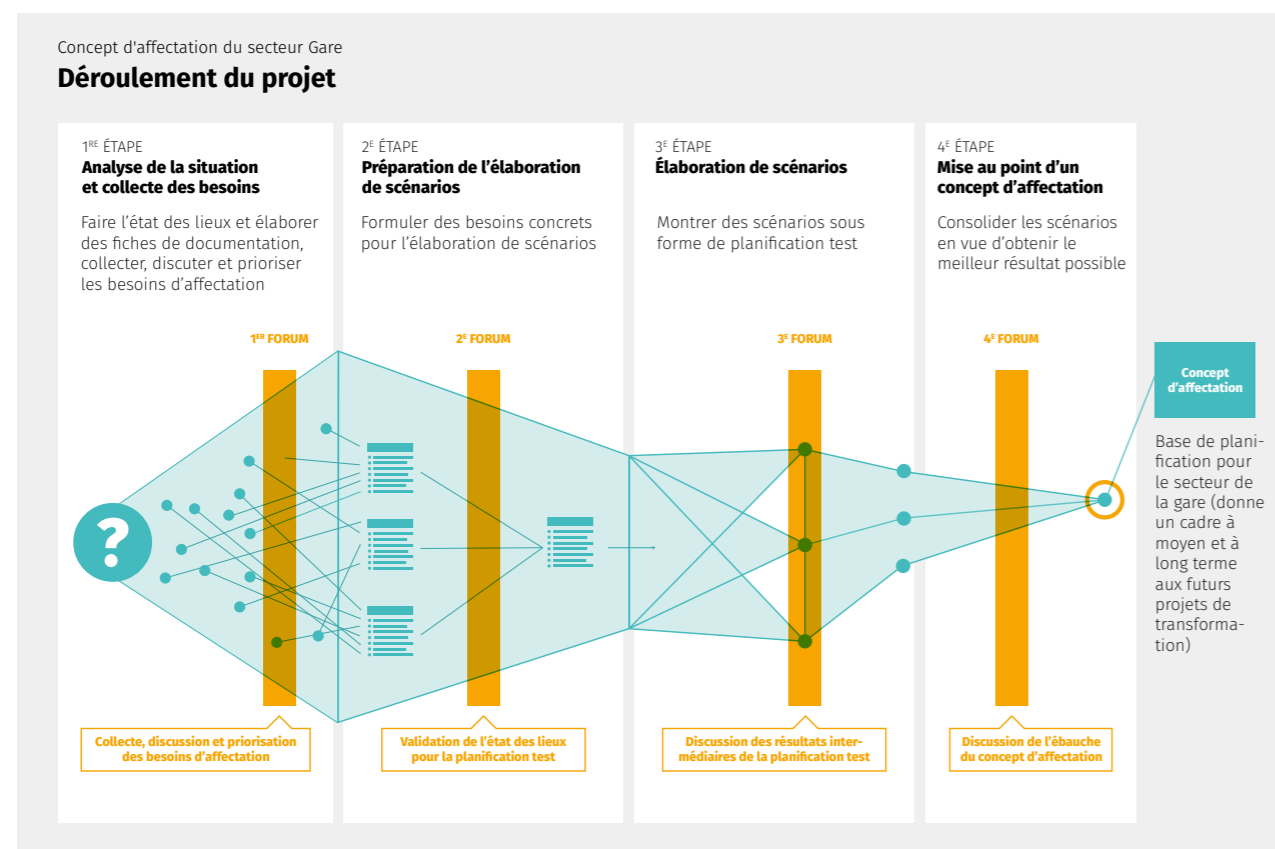 Concept d'affectation du secteur Gare
Déroulement du projet
1RE ÉTAPE
Analyse de la situation
et collecte des besoins
Faire l’état des lieux et élaborer
des fiches de documentation,
collecter, discuter et prioriser
les besoins d’affectation
2E ÉTAPE
Préparation de l’élaboration
de scénarios
Formuler des besoins concrets
pour l’élaboration de scénarios
3E ÉTAPE
Élaboration de scénarios
Montrer des scénarios sous
forme de planification test
4E ÉTAPE
Mise au point d’un
concept d’affectation
Consolider les scénarios
en vue d’obtenir le
meilleur résultat possible
1ER FORUM
2E FORUM
3E FORUM
4E FORUM
?
Concept
d’affectation
Base de plani-
fication pour
le secteur de
la gare (donne
un cadre à
moyen et à
long terme
aux futurs
projets de
transforma-
tion)
Collecte, discussion et priorisation
des besoins d’affectation
Validation de l’état des lieux
pour la planification test
Discussion des résultats inter-
médiaires de la planification test
Discussion de l’ébauche
du concept d’affectation